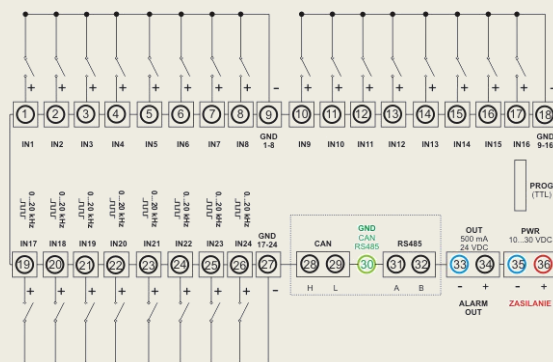 + + + + + + + + - + + + + + + + + -
1 2 3 4 5 6 7 8 9 10 11 12 13 14 15 16 17 18
IN1 IN2 IN3 IN4 IN5 IN6 IN7 IN8 GND 1-8 IN9 IN10 IN11 IN12 IN13 IN14 IN15 IN16 GND 9-16
PROG
(TTL)
0...20 kHz 0...20 kHz 0...20 kHz 0...20 kHz 0...20 kHz 0...20 kHz 0...20 kHz 0...20 kHz
IN17 IN18 IN19 IN20 IN21 IN22 IN23 IN24 GND 17-24
CAN
GND
CAN
RS485
RS485
OUT
500 mA
24 VDC
PWR
10...30 VDC
19 20 21 22 23 24 25 26 27 28 29 30 31 32 33 34 35 36
H L A B
- + - +
ALARM
OUT
ZASILANIE
+ + + + + + + + -